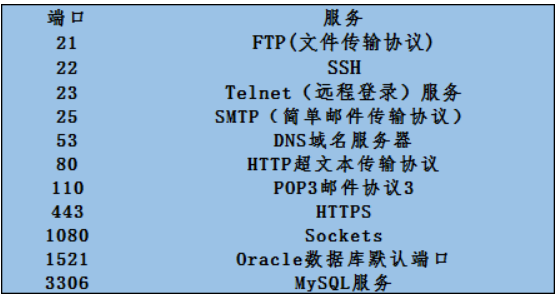 端口 服务
21 FTP(文件传输协议)
22 SSH
23 Telnet（远程登录）服务
25 SMTP（简单邮件传输协议）
53 DNS域名服务器
80 HTTP超文本传输协议
110 POP3邮件协议3
443 HTTPS
1080 Sockets
1521 Oracle数据库默认端口
3306 MySQL服务